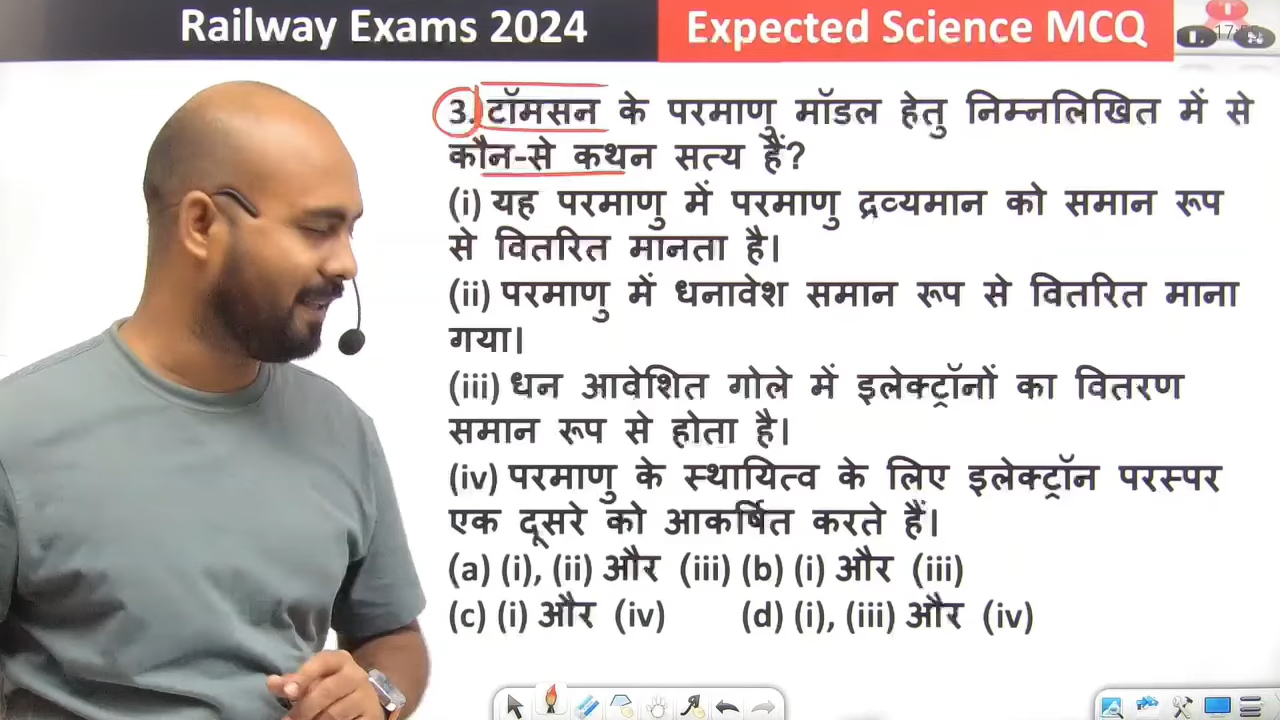 Railway Exams 2024
Expected Science MCQ
3. टॉमसन के परमाणु मॉडल हेतु निम्नलिखित में से
कौन-से कथन सत्य हैं?
(i) यह परमाणु में परमाणु द्रव्यमान को समान रूप
से वितरित मानता है।
(ii) परमाणु में धनावेश समान रूप से वितरित माना
गया।
(iii) धन आवेशित गोले में इलेक्ट्रॉनों का वितरण
समान रूप से होता है।
(iv) परमाणु के स्थायित्व के लिए इलेक्ट्रॉन परस्पर
एक दूसरे को आकर्षित करते हैं।
(a) (i), (ii) और (iii) (b) (i) और (iii)
(c) (i) और (iv) (d) (i), (iii) और (iv)